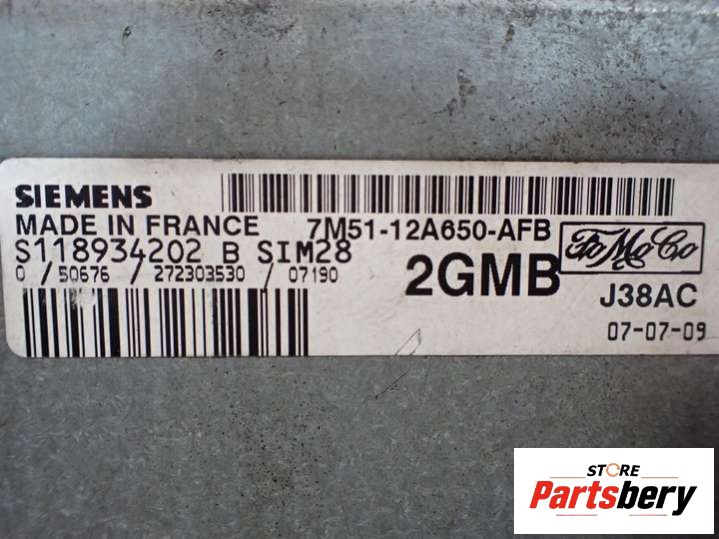 SIEMENS
MADE IN FRANCE 7M51-12A650-AFB
S118934202 B SIM28
0 / 50676 / 272303530 / 07190
2GMB
FoMoCo
J38AC
07-07-09
STORE
Partsbery